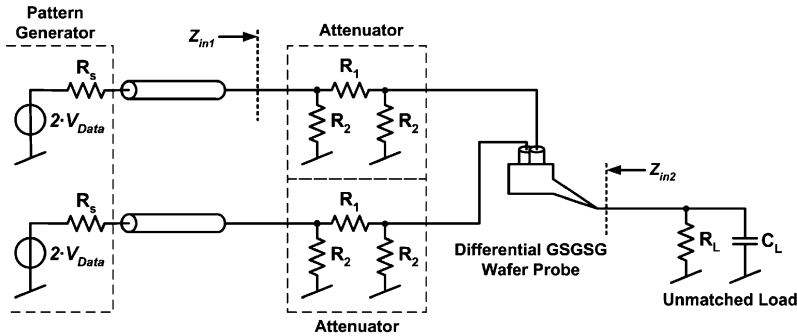 Pattern
Generator
Z_in1
Attenuator
R_s
R_1
2·V_Data
R_2
R_2
R_s
R_1
Z_in2
2·V_Data
R_2
R_2
Differential GSGSG
Wafer Probe
R_L
C_L
Unmatched Load
Attenuator